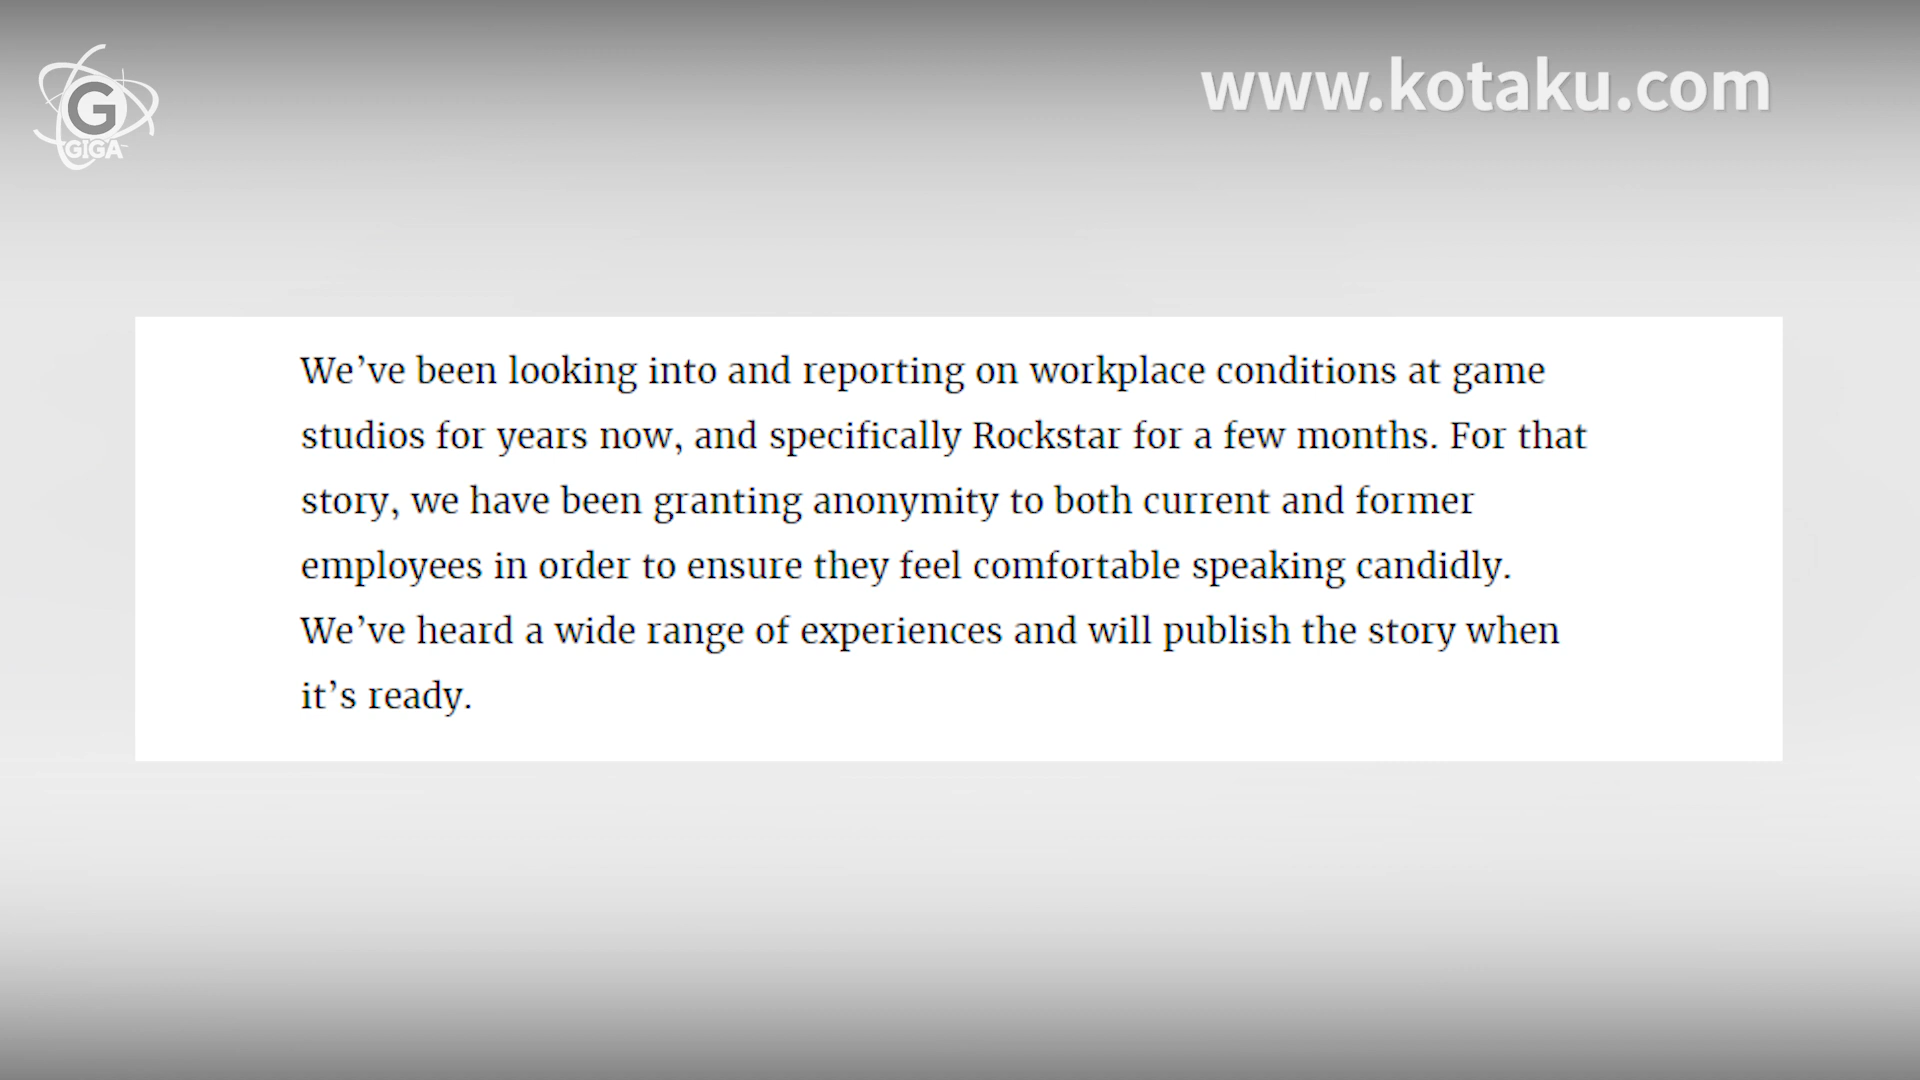 G
GIGA
www.kotaku.com
We’ve been looking into and reporting on workplace conditions at game
studios for years now, and specifically Rockstar for a few months. For that
story, we have been granting anonymity to both current and former
employees in order to ensure they feel comfortable speaking candidly.
We’ve heard a wide range of experiences and will publish the story when
it’s ready.